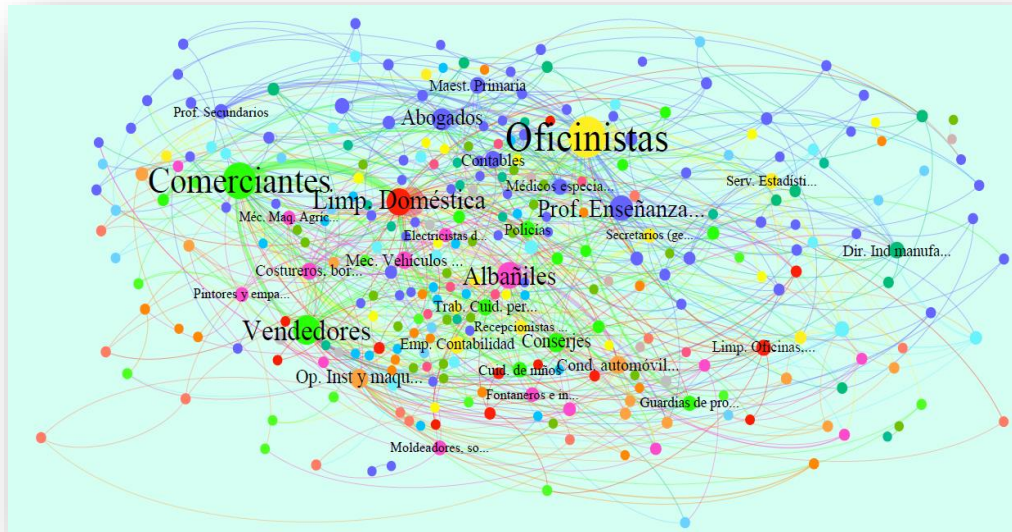 Maest. Primaria
Prof. Secundarios
Abogados
Oficinistas
Contables
Comerciantes
Médicos especia...
Serv. Estadísti...
Limp. Doméstica
Prof. Enseñanza...
Méc. Maq. Agric...
Electricistas d...
Policías
Secretarios (ge...
Dir. Ind manufa...
Mec. Vehículos ...
Costureros, bor...
Albañiles
Pintores y empa...
Trab. Cuid. per...
Vendedores
Recepcionistas ...
Emp. Contabilidad
Conserjes
Limp. Oficinas,...
Op. Inst y maqu...
Cuid. de niños
Cond. automóvil...
Fontaneros e in...
Guardias de pro...
Moldeadores, so...